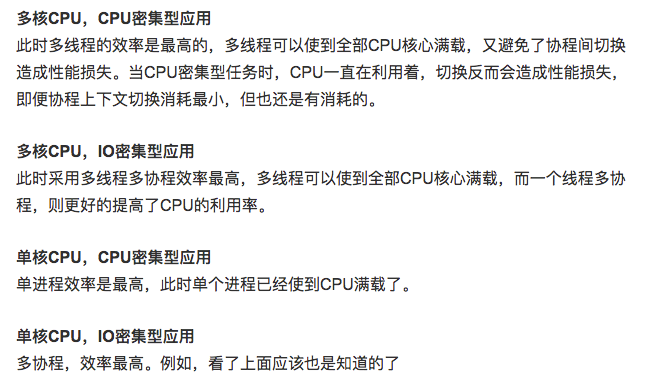 多核CPU，CPU密集型应用
此时多线程的效率是最高的，多线程可以使到全部CPU核心满载，又避免了协程间切换
造成性能损失。当CPU密集型任务时，CPU一直在利用着，切换反而会造成性能损失，
即便协程上下文切换消耗最小，但也还是有消耗的。
多核CPU，IO密集型应用
此时采用多线程多协程效率最高，多线程可以使到全部CPU核心满载，而一个线程多协
程，则更好的提高了CPU的利用率。
单核CPU，CPU密集型应用
单进程效率是最高，此时单个进程已经使到CPU满载了。
单核CPU，IO密集型应用
多协程，效率最高。例如，看了上面应该也是知道的了